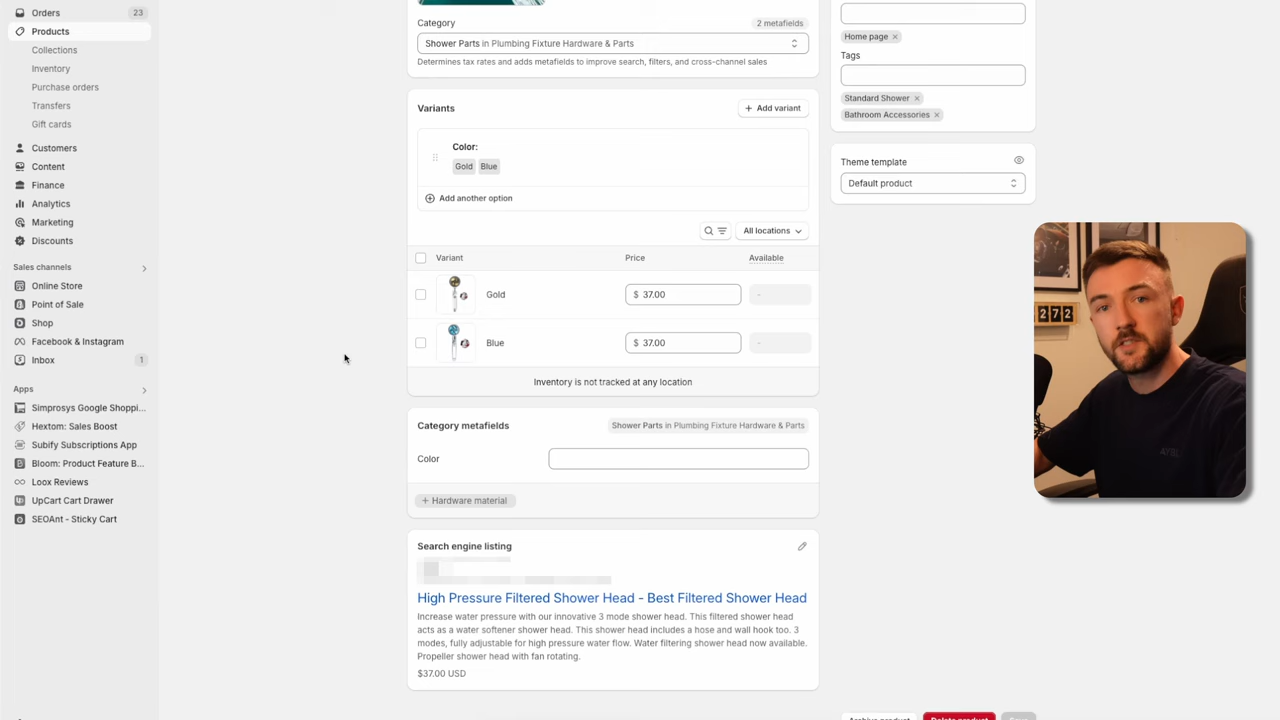 Orders 23
Products
Collections
Inventory
Purchase orders
Transfers
Gift cards
Customers
Content
Finance
Analytics
Marketing
Discounts
Sales channels
Online Store
Point of Sale
Shop
Facebook & Instagram
Inbox 1
Apps
Simprosys Google Shoppi...
Hextom: Sales Boost
Subify Subscriptions App
Bloom: Product Feature B...
Loox Reviews
UpCart Cart Drawer
SEOAnt - Sticky Cart
Category 2 metafields
Shower Parts in Plumbing Fixture Hardware & Parts
Determines tax rates and adds metafields to improve search, filters, and cross-channel sales
Variants + Add variant
Color:
Gold Blue
Add another option
All locations
Variant Price Available
Gold $ 37.00 -
Blue $ 37.00 -
Inventory is not tracked at any location
Category metafields Shower Parts in Plumbing Fixture Hardware & Parts
Color
+ Hardware material
Search engine listing
High Pressure Filtered Shower Head - Best Filtered Shower Head
Increase water pressure with our innovative 3 mode shower head. This filtered shower head
acts as a water softener shower head. This shower head includes a hose and wall hook too. 3
modes, fully adjustable for high pressure water flow. Water filtering shower head now available.
Propeller shower head with fan rotating.
$37.00 USD
Home page ×
Tags
Standard Shower ×
Bathroom Accessories ×
Theme template
Default product
272
AYBL
Archive product Delete product Save